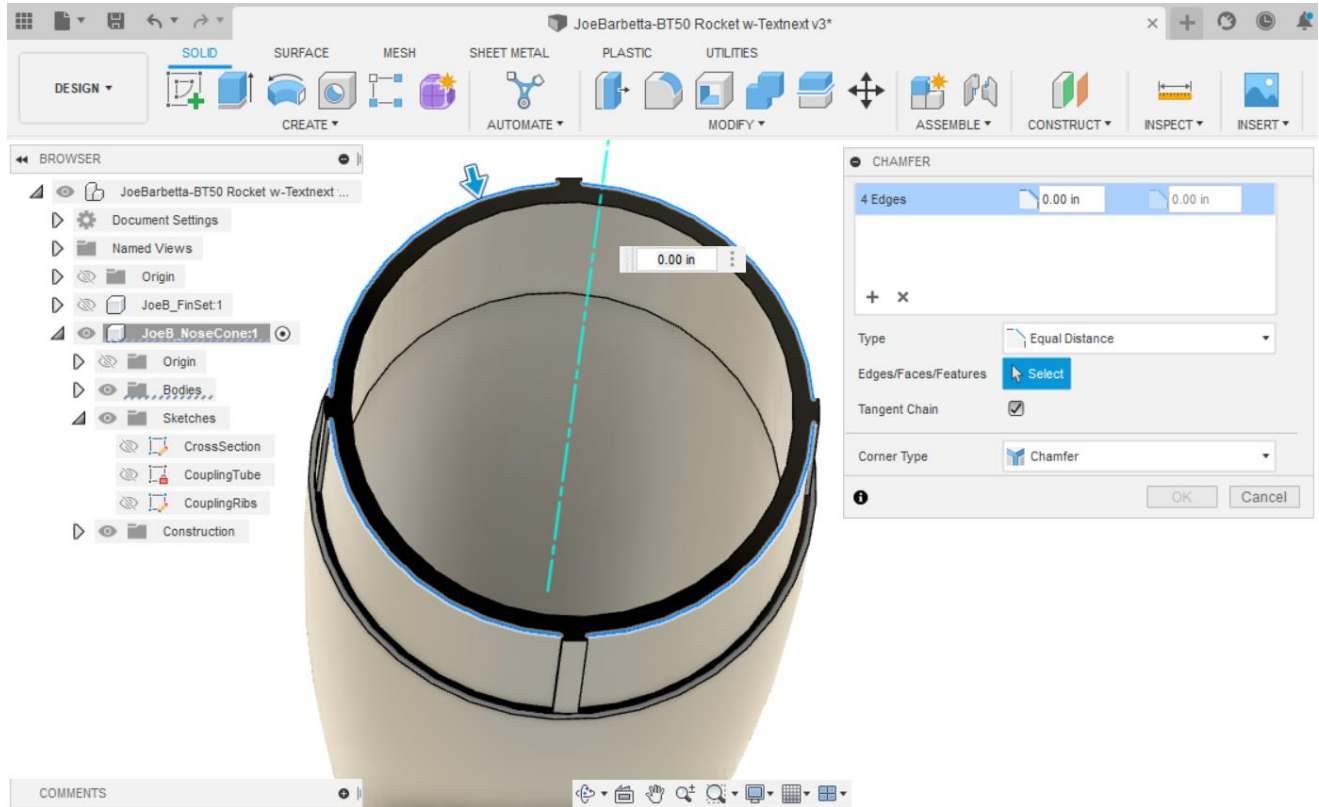 JoeBarbetta-BT50 Rocket w-Textnext v3*
SOLID SURFACE MESH SHEET METAL PLASTIC UTILITIES
DESIGN
CREATE AUTOMATE MODIFY ASSEMBLE CONSTRUCT INSPECT INSERT
BROWSER
JoeBarbetta-BT50 Rocket w-Textnext ...
Document Settings
Named Views
Origin
JoeB_FinSet:1
JoeB_NoseCone:1
Origin
Bodies
Sketches
CrossSection
CouplingTube
CouplingRibs
Construction
0.00 in
CHAMFER
4 Edges 0.00 in 0.00 in
Type Equal Distance
Edges/Faces/Features Select
Tangent Chain
Corner Type Chamfer
OK Cancel
COMMENTS